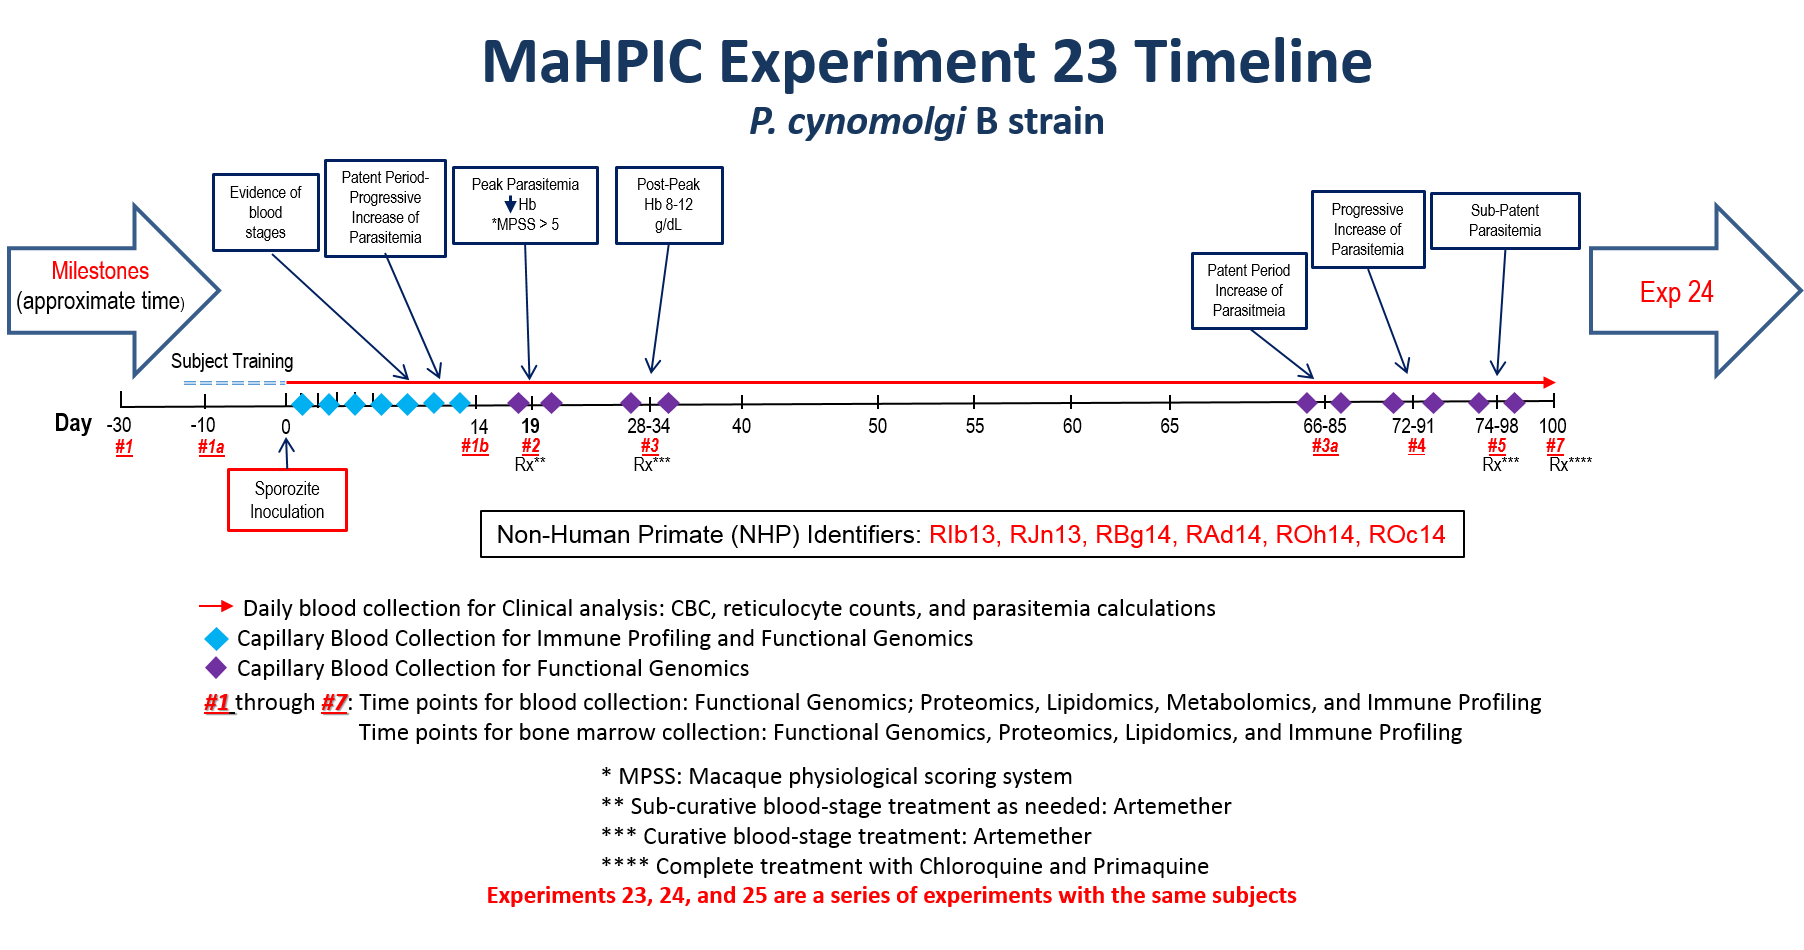 MaHPIC Experiment 23 Timeline
P. cynomolgi B strain
Milestones
(approximate time)
Evidence of
blood
stages
Patent Period-
Progressive
Increase of
Parasitemia
Peak Parasitemia
Hb
*MPSS > 5
Post-Peak
Hb 8-12
g/dL
Patent Period
Increase of
Parasitmeia
Progressive
Increase of
Parasitemia
Sub-Patent
Parasitemia
Exp 24
Subject Training
Day -30 -10 0 14 19 28-34 40 50 55 60 65 66-85 72-91 74-98 100
#1 #1a #1b #2 #3 #3a #4 #5 #7
Rx** Rx*** Rx*** Rx****
Sporozite
Inoculation
Non-Human Primate (NHP) Identifiers: RIb13, RJn13, RBg14, RAd14, ROh14, ROc14
Daily blood collection for Clinical analysis: CBC, reticulocyte counts, and parasitemia calculations
Capillary Blood Collection for Immune Profiling and Functional Genomics
Capillary Blood Collection for Functional Genomics
#1 through #7: Time points for blood collection: Functional Genomics; Proteomics, Lipidomics, Metabolomics, and Immune Profiling
Time points for bone marrow collection: Functional Genomics, Proteomics, Lipidomics, and Immune Profiling
* MPSS: Macaque physiological scoring system
** Sub-curative blood-stage treatment as needed: Artemether
*** Curative blood-stage treatment: Artemether
**** Complete treatment with Chloroquine and Primaquine
Experiments 23, 24, and 25 are a series of experiments with the same subjects